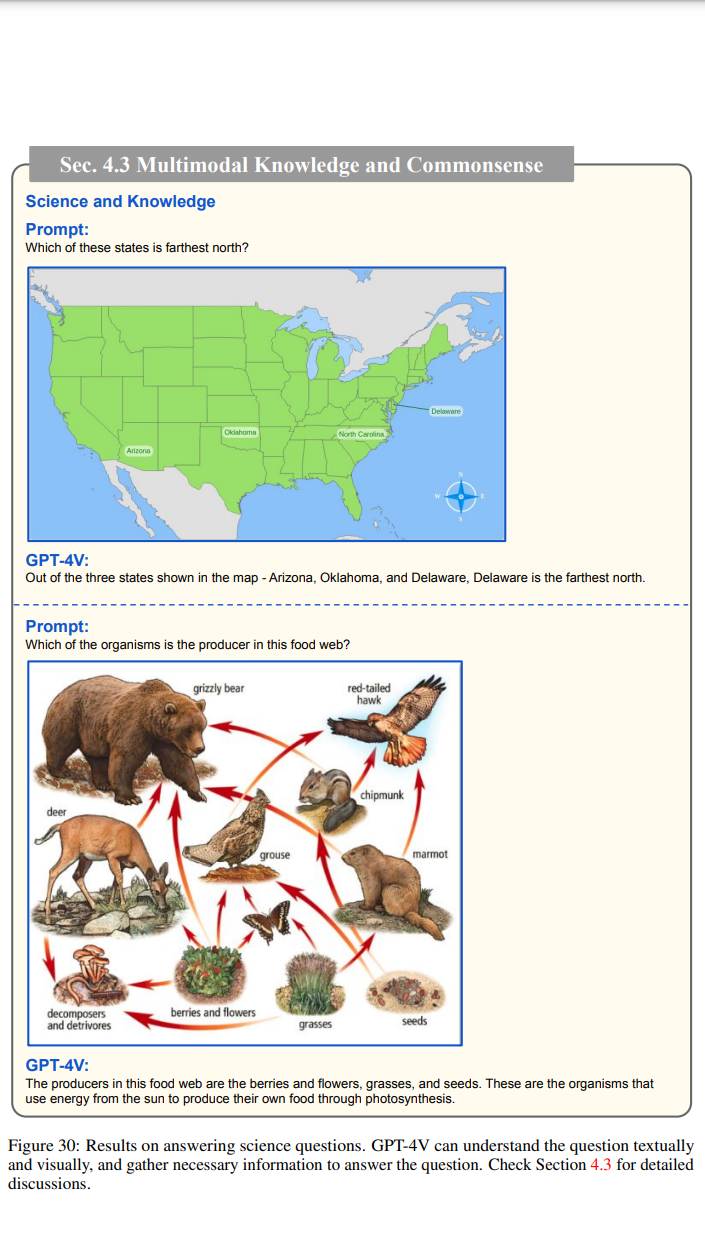 Sec. 4.3 Multimodal Knowledge and Commonsense
Science and Knowledge
Prompt:
Which of these states is farthest north?
Delaware
Oklahoma
North Carolina
Arizona
N
W
E
S
GPT-4V:
Out of the three states shown in the map - Arizona, Oklahoma, and Delaware, Delaware is the farthest north.
Prompt:
Which of the organisms is the producer in this food web?
grizzly bear
red-tailed
hawk
chipmunk
deer
grouse
marmot
decomposers
and detrivores
berries and flowers
grasses
seeds
GPT-4V:
The producers in this food web are the berries and flowers, grasses, and seeds. These are the organisms that
use energy from the sun to produce their own food through photosynthesis.
Figure 30: Results on answering science questions. GPT-4V can understand the question textually
and visually, and gather necessary information to answer the question. Check Section 4.3 for detailed
discussions.